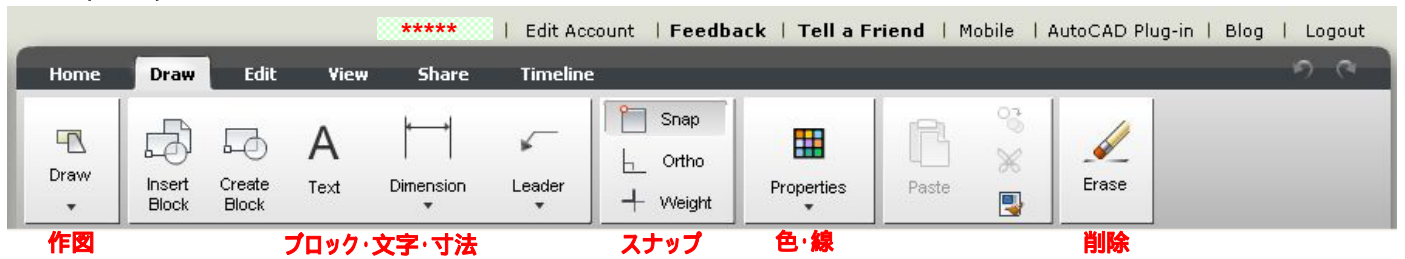 ***** | Edit Account | Feedback | Tell a Friend | Mobile | AutoCAD Plug-in | Blog | Logout
Home Draw Edit View Share Timeline
Draw
Insert Block
Create Block
Text
Dimension
Leader
Snap
Ortho
Weight
Properties
Paste
Erase
作図
ブロック・文字・寸法
スナップ
色・線
削除